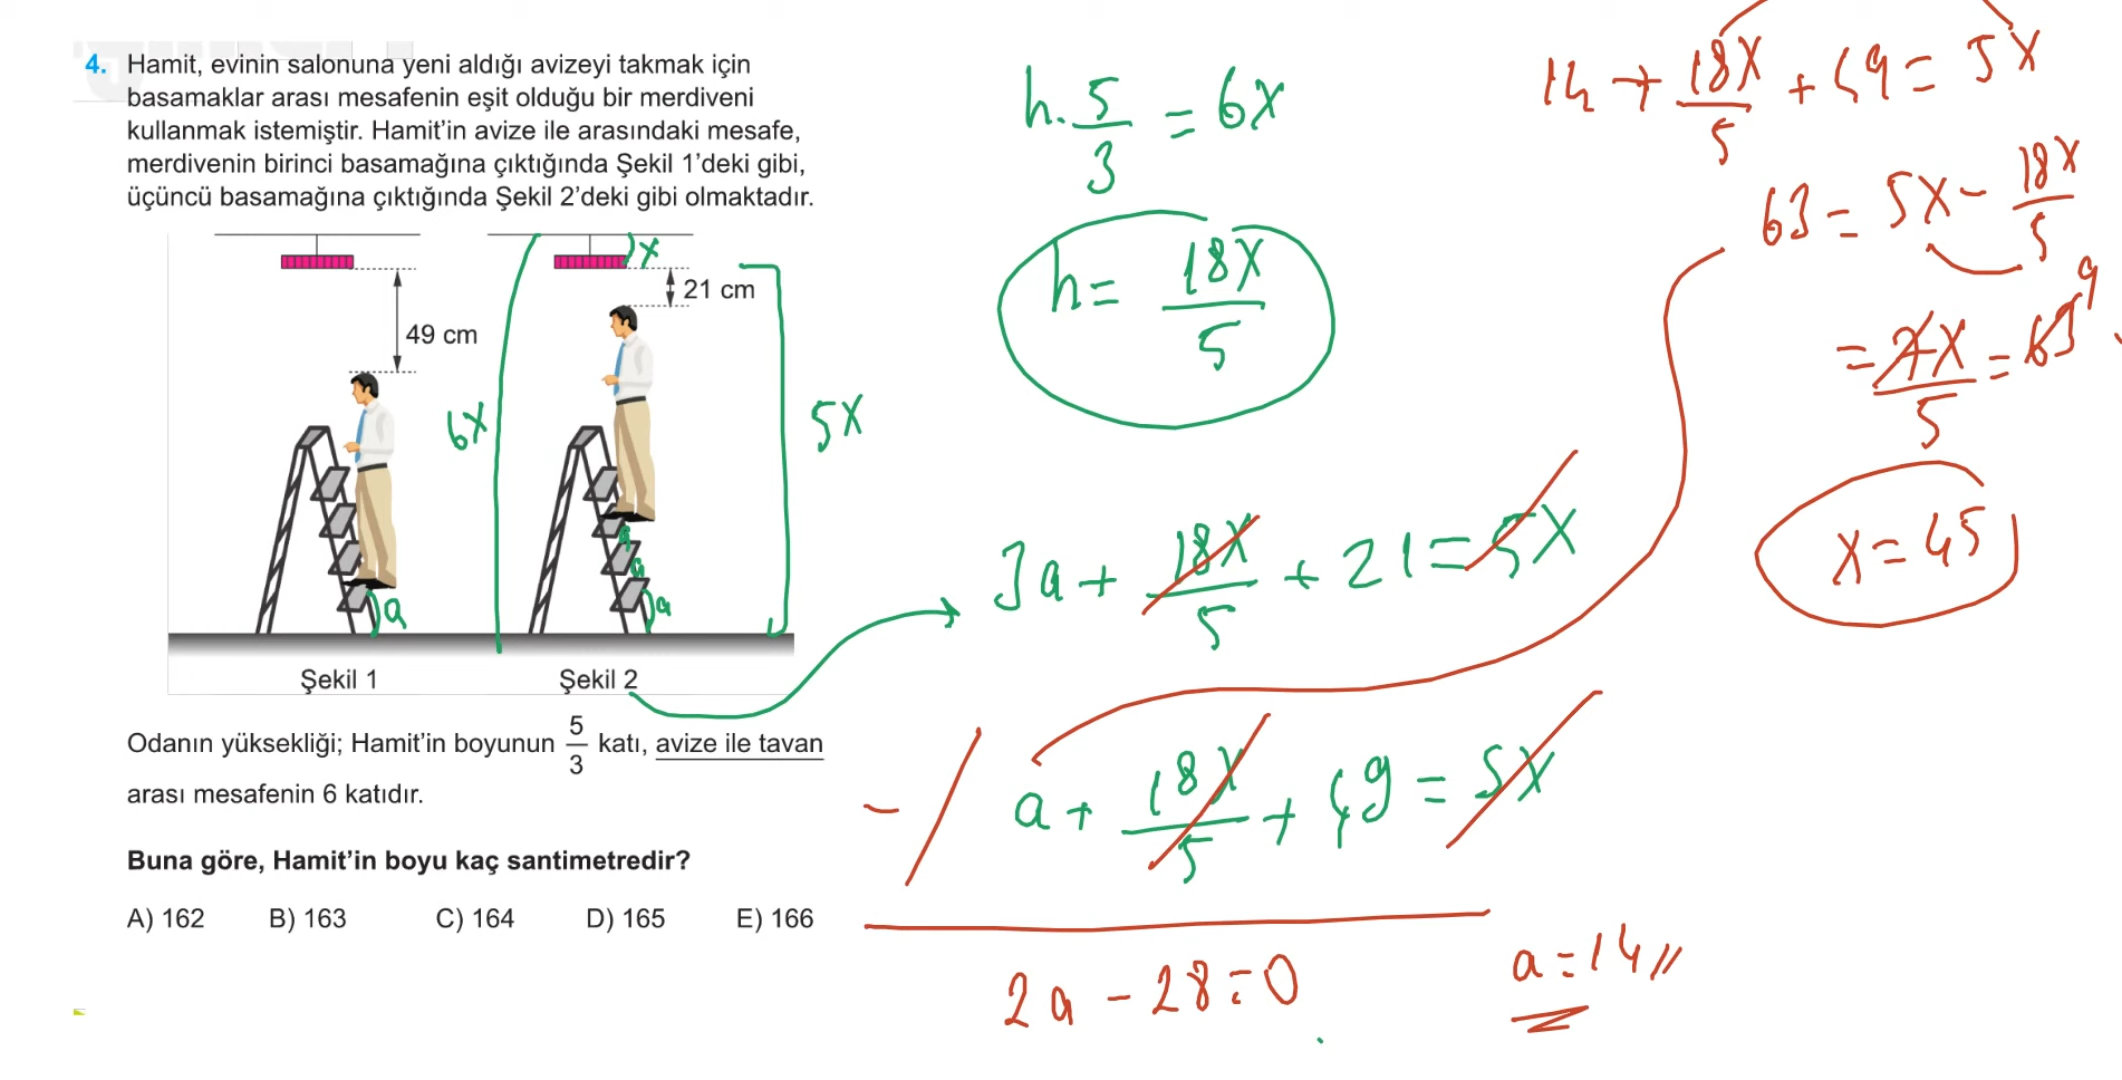 4. Hamit, evinin salonuna yeni aldığı avizeyi takmak için
basamaklar arası mesafenin eşit olduğu bir merdiveni
kullanmak istemiştir. Hamit'in avize ile arasındaki mesafe,
merdivenin birinci basamağına çıktığında Şekil 1'deki gibi,
üçüncü basamağına çıktığında Şekil 2'deki gibi olmaktadır.
x
21 cm
49 cm
6x
5x
a
a
a
a
Şekil 1
Şekil 2
Odanın yüksekliği; Hamit'in boyunun 5/3 katı, avize ile tavan
arası mesafenin 6 katıdır.
Buna göre, Hamit'in boyu kaç santimetredir?
A) 162 B) 163 C) 164 D) 165 E) 166
h. 5/3 = 6x
h = 18x/5
3a + 18x/5 + 21 = 5x
- a + 18x/5 + 49 = 5x
2a - 28 = 0
a = 14
14 + 18x/5 + 49 = 5x
63 = 5x - 18x/5
= 7x/5 = 63 9
x = 45